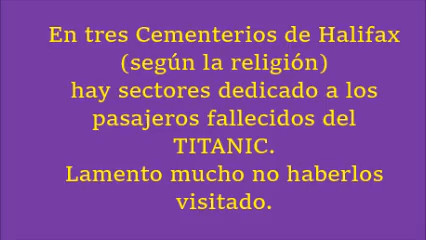 En tres Cementerios de Halifax
(según la religión)
hay sectores dedicado a los
pasajeros fallecidos del
TITANIC.
Lamento mucho no haberlos
visitado.